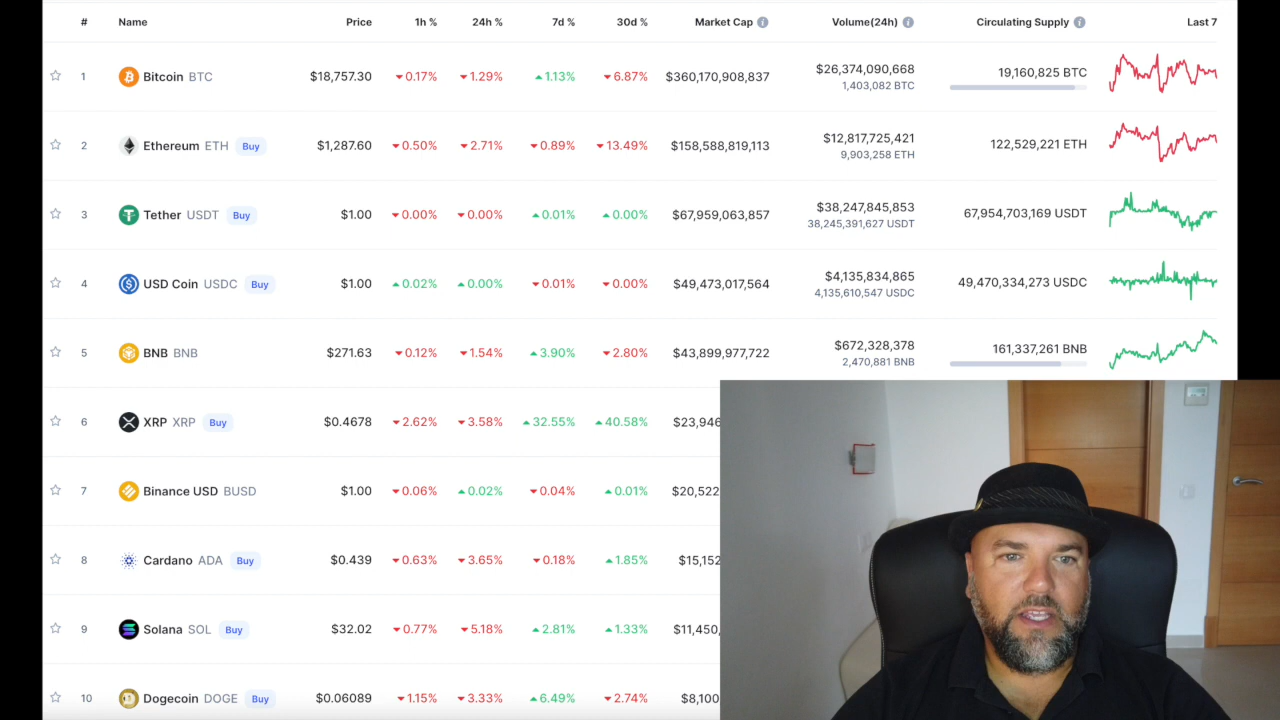 # Name Price 1h % 24h % 7d % 30d % Market Cap Volume(24h) Circulating Supply Last 7
1 Bitcoin BTC $18,757.30 0.17% 1.29% 1.13% 6.87% $360,170,908,837 $26,374,090,668 19,160,825 BTC
1,403,082 BTC
2 Ethereum ETH Buy $1,287.60 0.50% 2.71% 0.89% 13.49% $158,588,819,113 $12,817,725,421 122,529,221 ETH
9,903,258 ETH
3 Tether USDT Buy $1.00 0.00% 0.00% 0.01% 0.00% $67,959,063,857 $38,247,845,853 67,954,703,169 USDT
38,245,391,627 USDT
4 USD Coin USDC Buy $1.00 0.02% 0.00% 0.01% 0.00% $49,473,017,564 $4,135,834,865 49,470,334,273 USDC
4,135,610,547 USDC
5 BNB BNB $271.63 0.12% 1.54% 3.90% 2.80% $43,899,977,722 $672,328,378 161,337,261 BNB
2,470,881 BNB
6 XRP XRP Buy $0.4678 2.62% 3.58% 32.55% 40.58% $23,946
7 Binance USD BUSD $1.00 0.06% 0.02% 0.04% 0.01% $20,522
8 Cardano ADA Buy $0.439 0.63% 3.65% 0.18% 1.85% $15,152
9 Solana SOL Buy $32.02 0.77% 5.18% 2.81% 1.33% $11,450,
10 Dogecoin DOGE Buy $0.06089 1.15% 3.33% 6.49% 2.74% $8,100